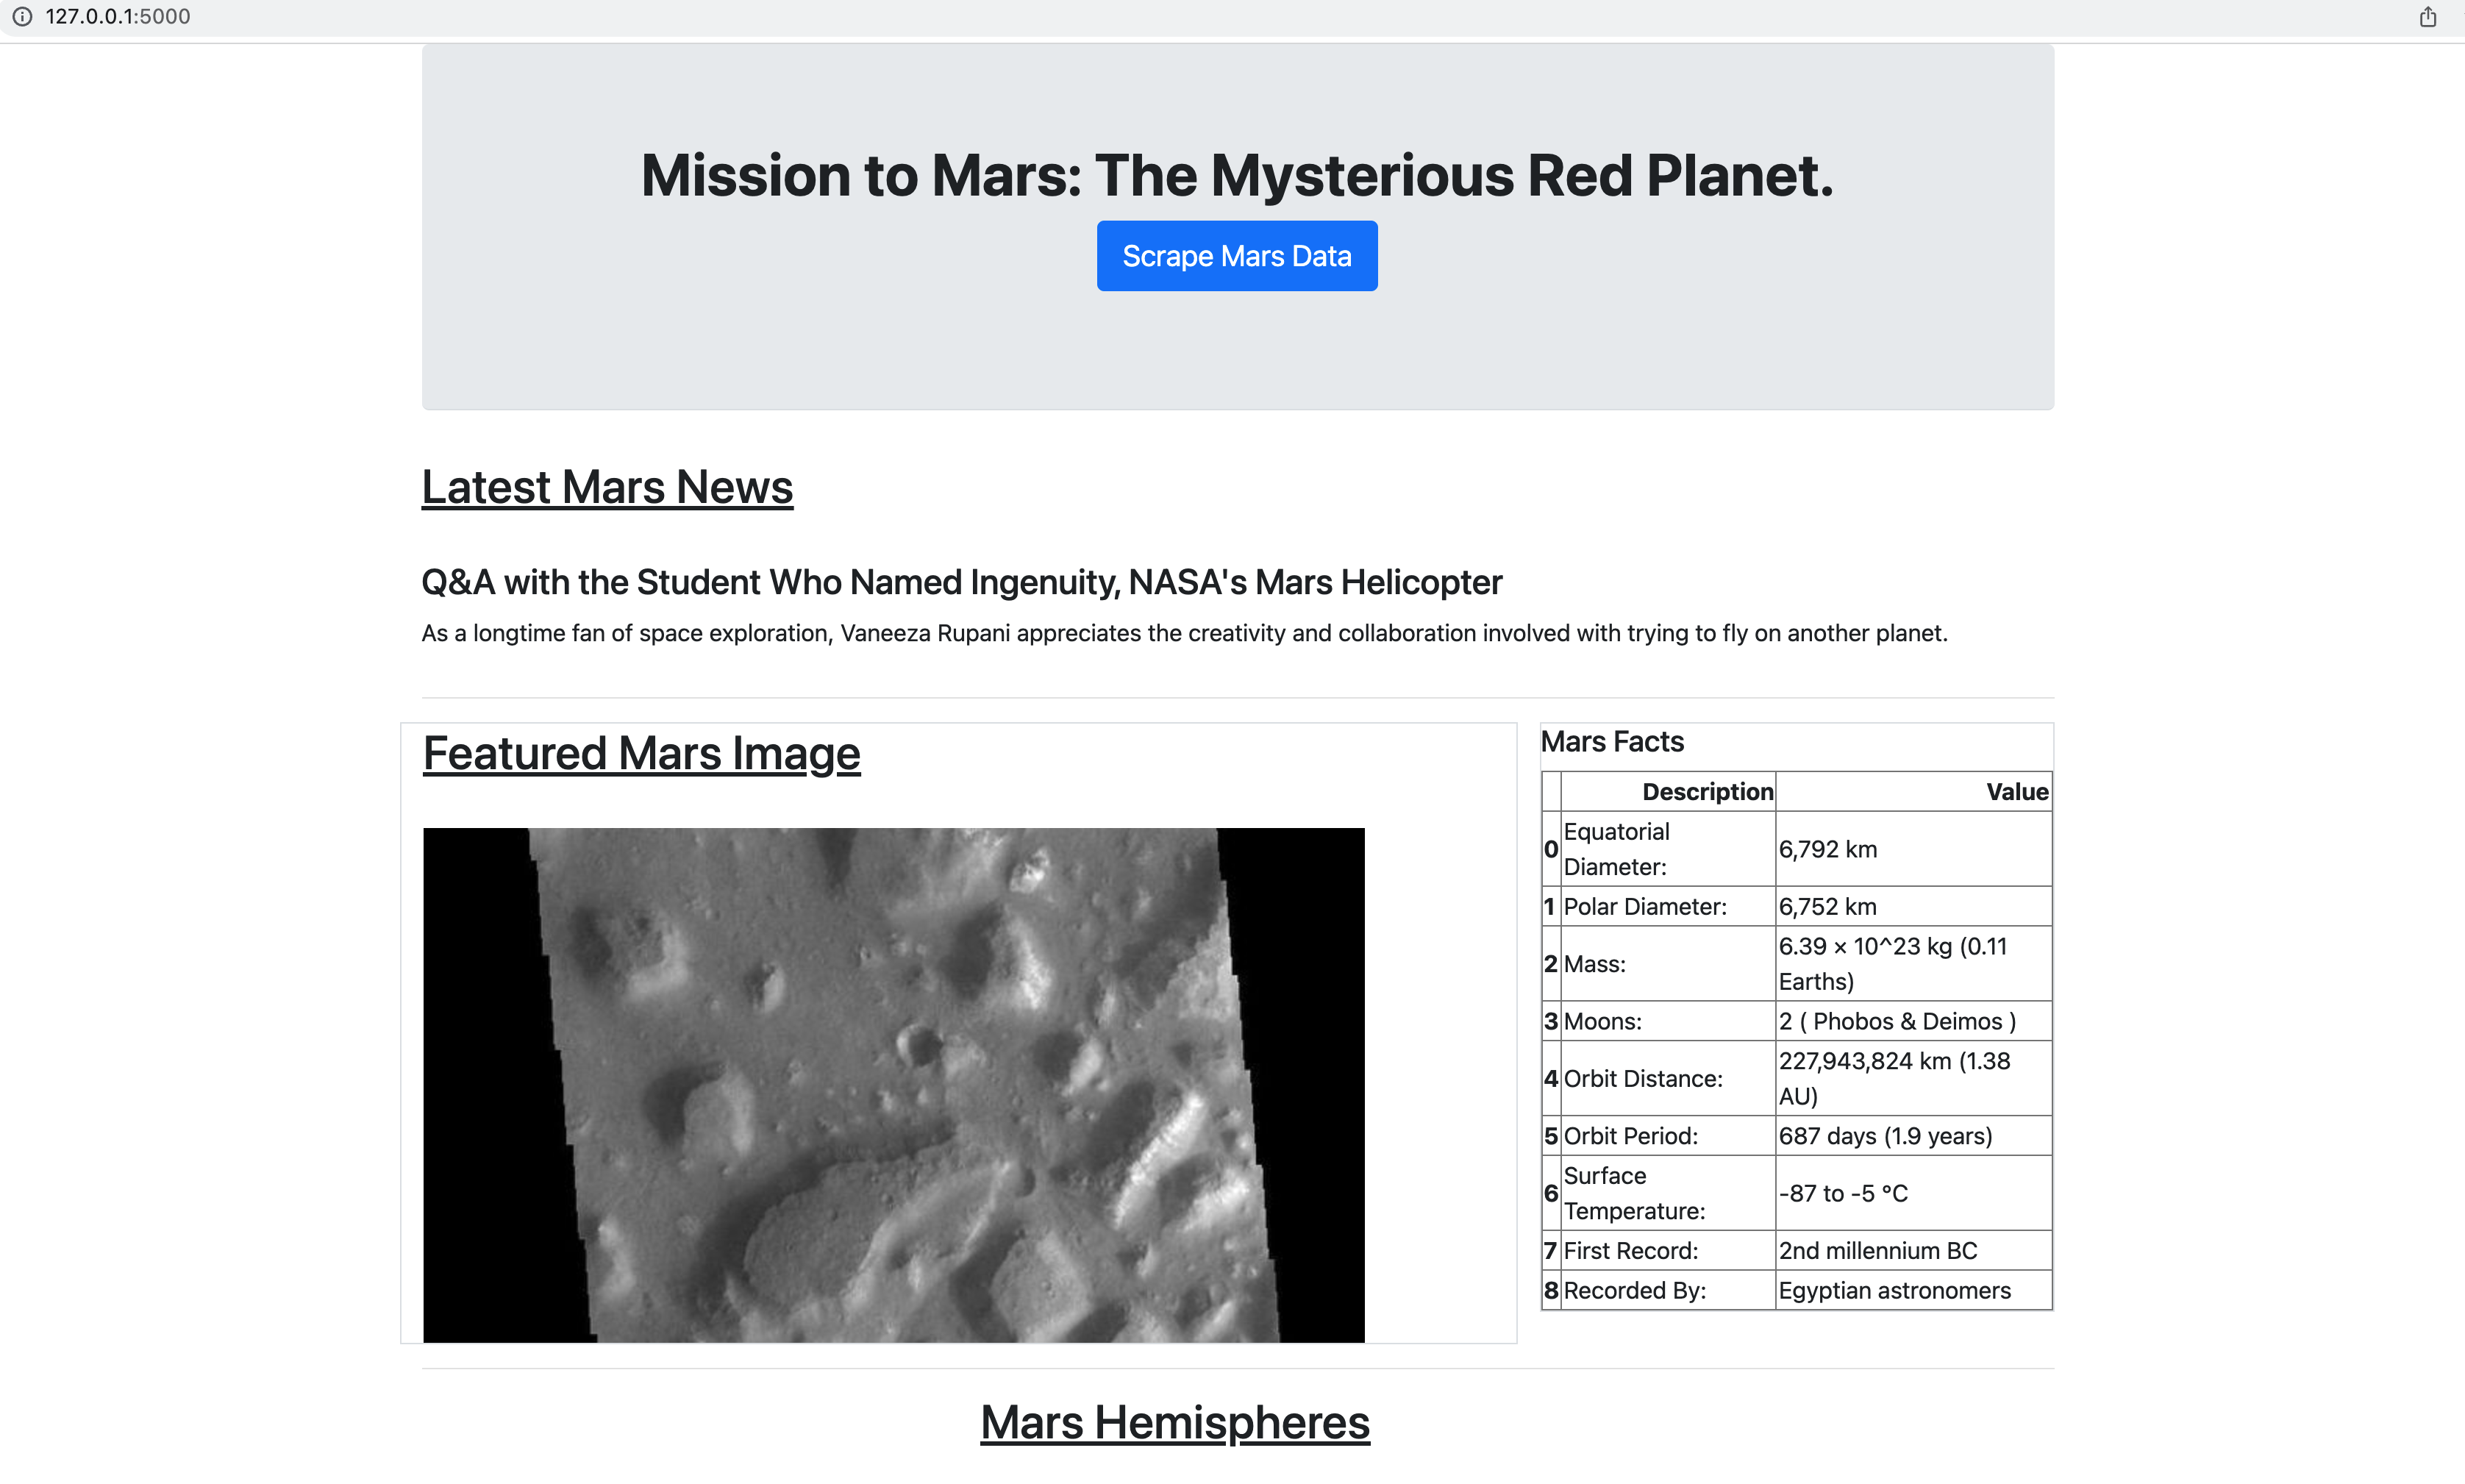 127.0.0.1:5000
Mission to Mars: The Mysterious Red Planet.
Scrape Mars Data
Latest Mars News
Q&A with the Student Who Named Ingenuity, NASA's Mars Helicopter
As a longtime fan of space exploration, Vaneeza Rupani appreciates the creativity and collaboration involved with trying to fly on another planet.
Featured Mars Image
Mars Facts
Description Value
0 Equatorial Diameter: 6,792 km
1 Polar Diameter: 6,752 km
2 Mass: 6.39 × 10^23 kg (0.11 Earths)
3 Moons: 2 ( Phobos & Deimos )
4 Orbit Distance: 227,943,824 km (1.38 AU)
5 Orbit Period: 687 days (1.9 years)
6 Surface Temperature: -87 to -5 °C
7 First Record: 2nd millennium BC
8 Recorded By: Egyptian astronomers
Mars Hemispheres